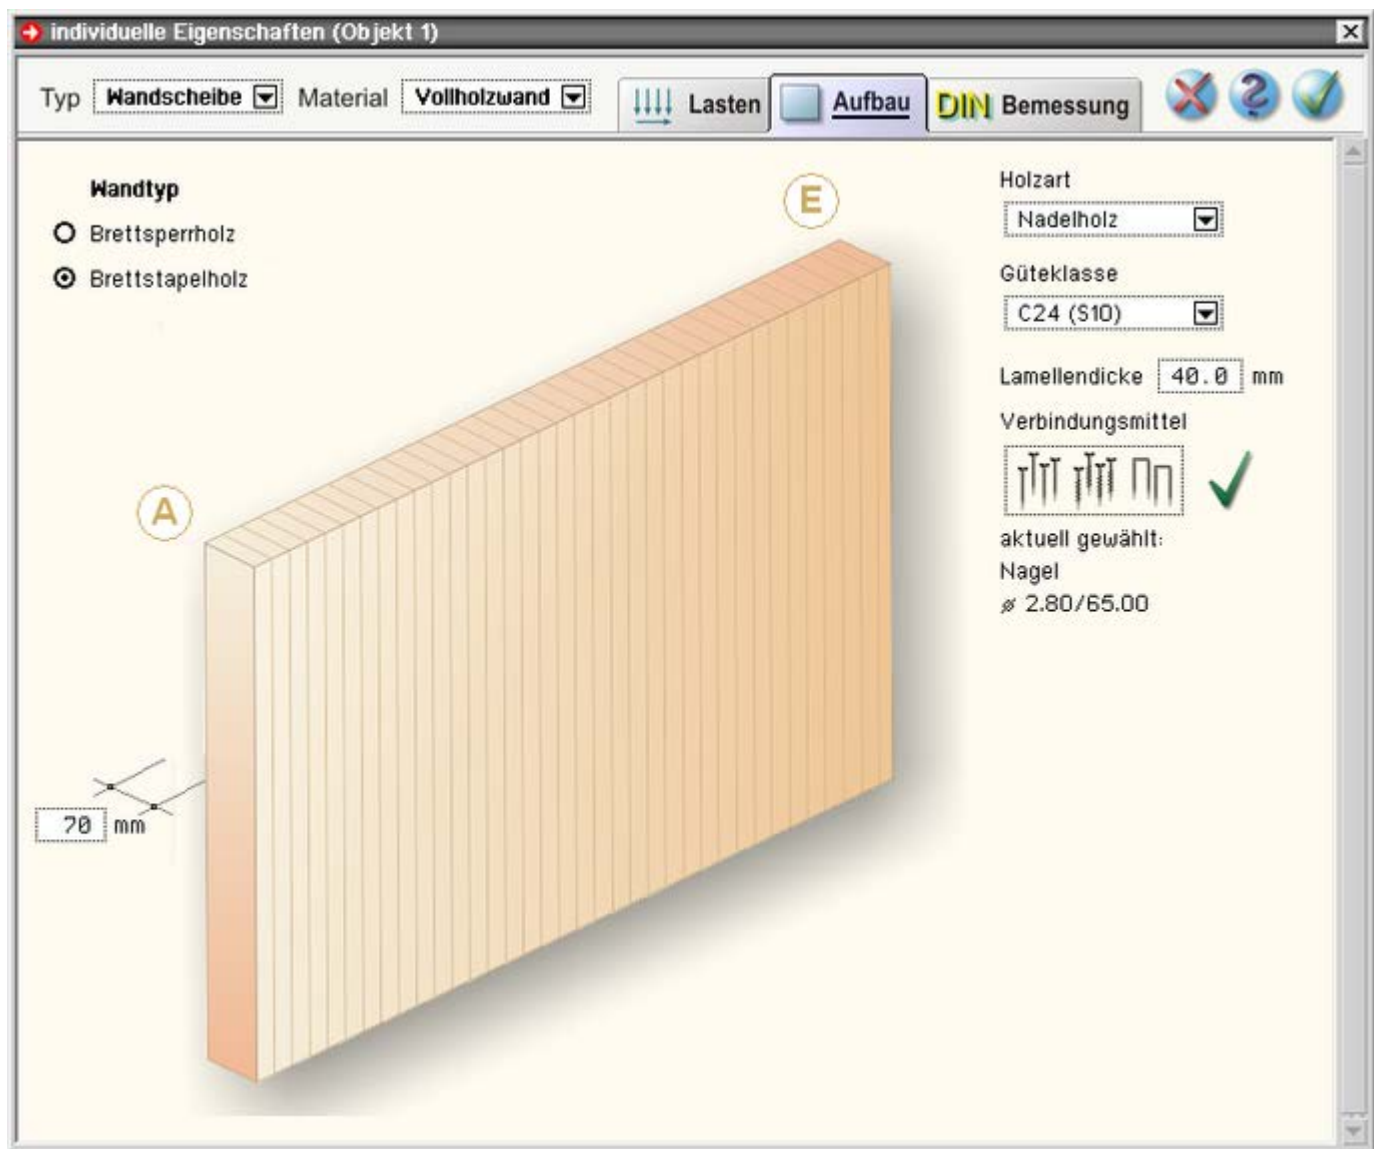 individuelle Eigenschaften (Objekt 1)
Typ Wandscheibe Material Vollholzwand Lasten Aufbau DIN Bemessung
Wandtyp
Brettsperrholz
Brettstapelholz
A
E
70 mm
Holzart
Nadelholz
Güteklasse
C24 (S10)
Lamellendicke 40.0 mm
Verbindungsmittel
aktuell gewählt:
Nagel
ø 2.80/65.00